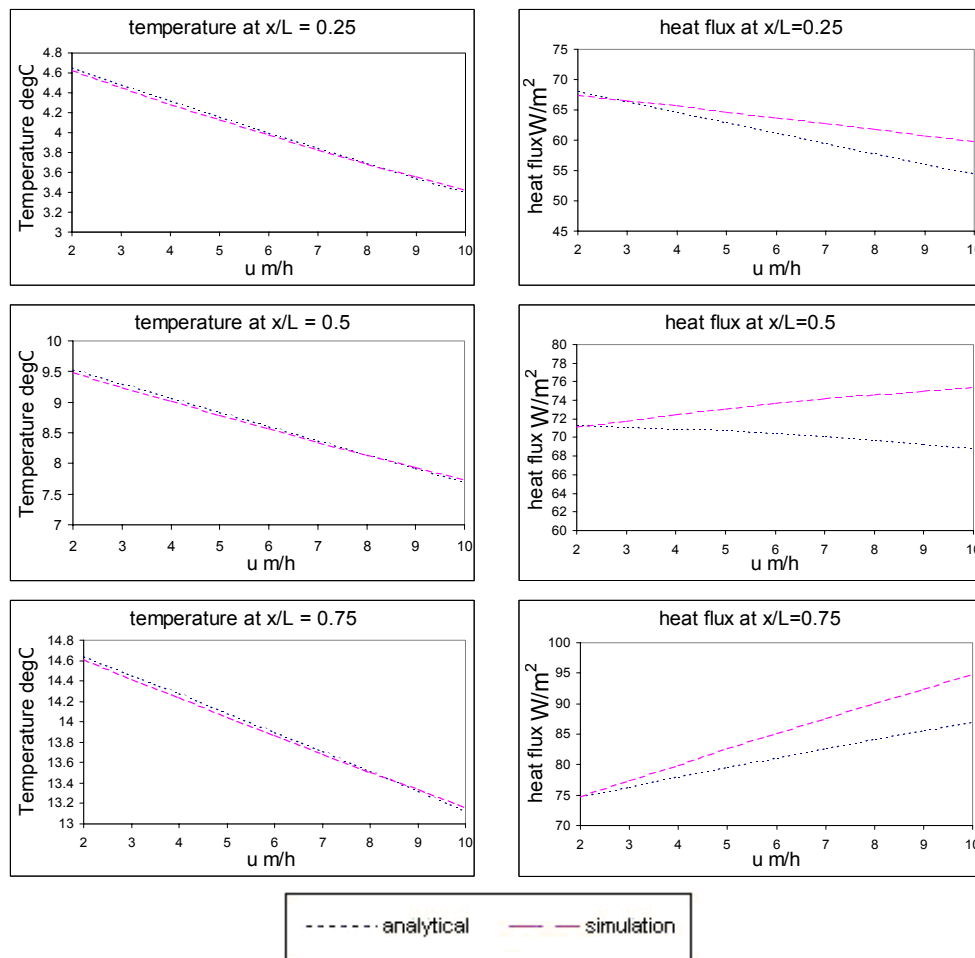 temperature at x/L = 0.25
Temperature degC
4.8
4.6
4.4
4.2
4
3.8
3.6
3.4
3.2
3
2 3 4 5 6 7 8 9 10
u m/h
heat flux at x/L=0.25
heat flux W/m²
75
70
65
60
55
50
45
2 3 4 5 6 7 8 9 10
u m/h
temperature at x/L = 0.5
Temperature degC
10
9.5
9
8.5
8
7.5
7
2 3 4 5 6 7 8 9 10
u m/h
heat flux at x/L=0.5
heat flux W/m²
80
78
76
74
72
70
68
66
64
62
60
2 3 4 5 6 7 8 9 10
u m/h
temperature at x/L = 0.75
Temperature degC
14.8
14.6
14.4
14.2
14
13.8
13.6
13.4
13.2
13
2 3 4 5 6 7 8 9 10
u m/h
heat flux at x/L=0.75
heat flux W/m²
100
95
90
85
80
75
70
2 3 4 5 6 7 8 9 10
u m/h
analytical simulation